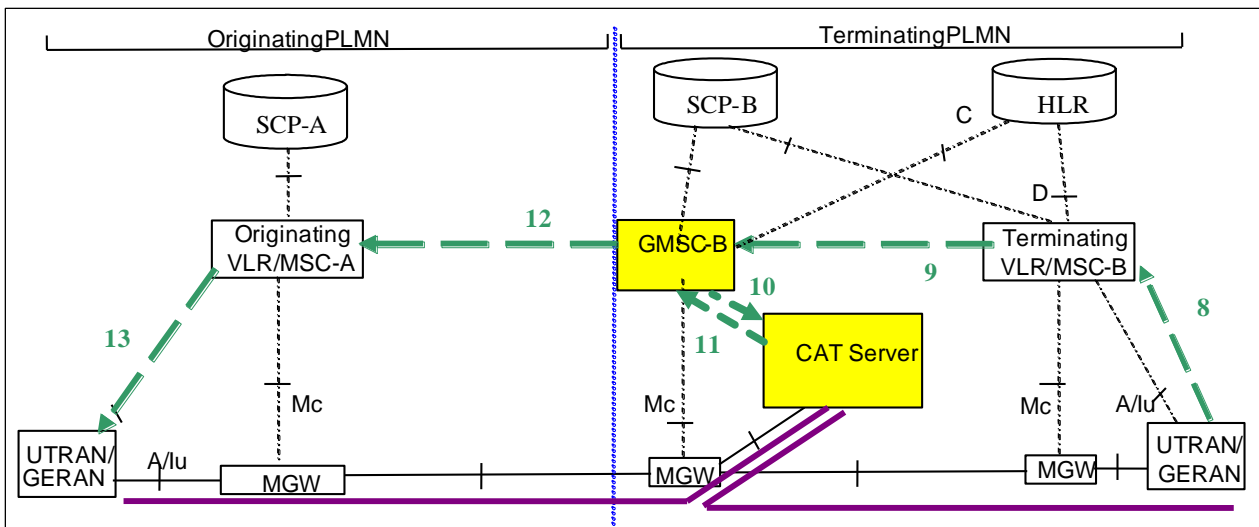 OriginatingPLMN
TerminatingPLMN
SCP-A
SCP-B
HLR
C
D
12
9
Originating
VLR/MSC-A
GMSC-B
Terminating
VLR/MSC-B
10
8
13
11
CAT Server
Mc
Mc
Mc
A/Iu
UTRAN/
GERAN
A/Iu
MGW
MGW
MGW
UTRAN/
GERAN